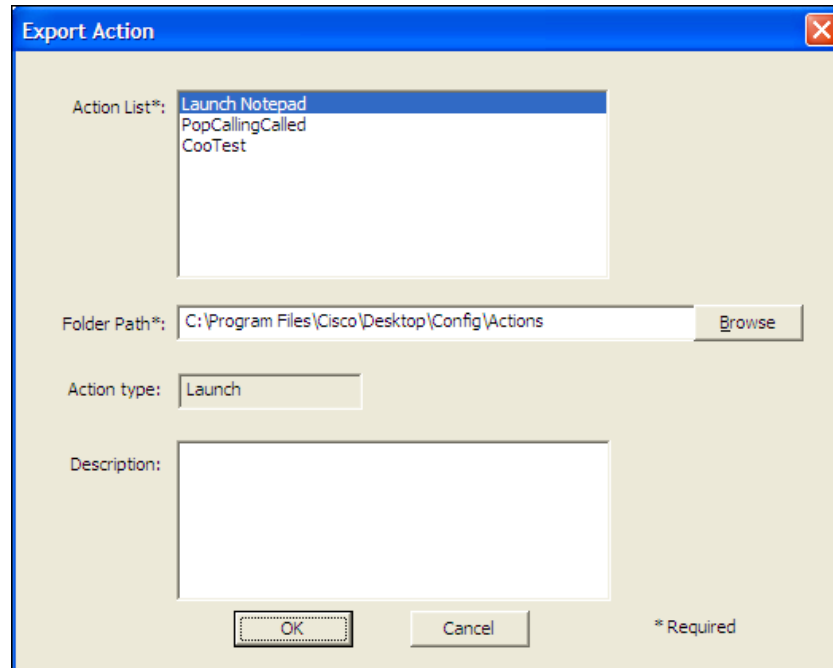 Export Action
Action List*:
Launch Notepad
PopCallingCalled
CooTest
Folder Path*:
C:\Program Files\Cisco\Desktop\Config\Actions
Browse
Action type:
Launch
Description:
OK
Cancel
* Required